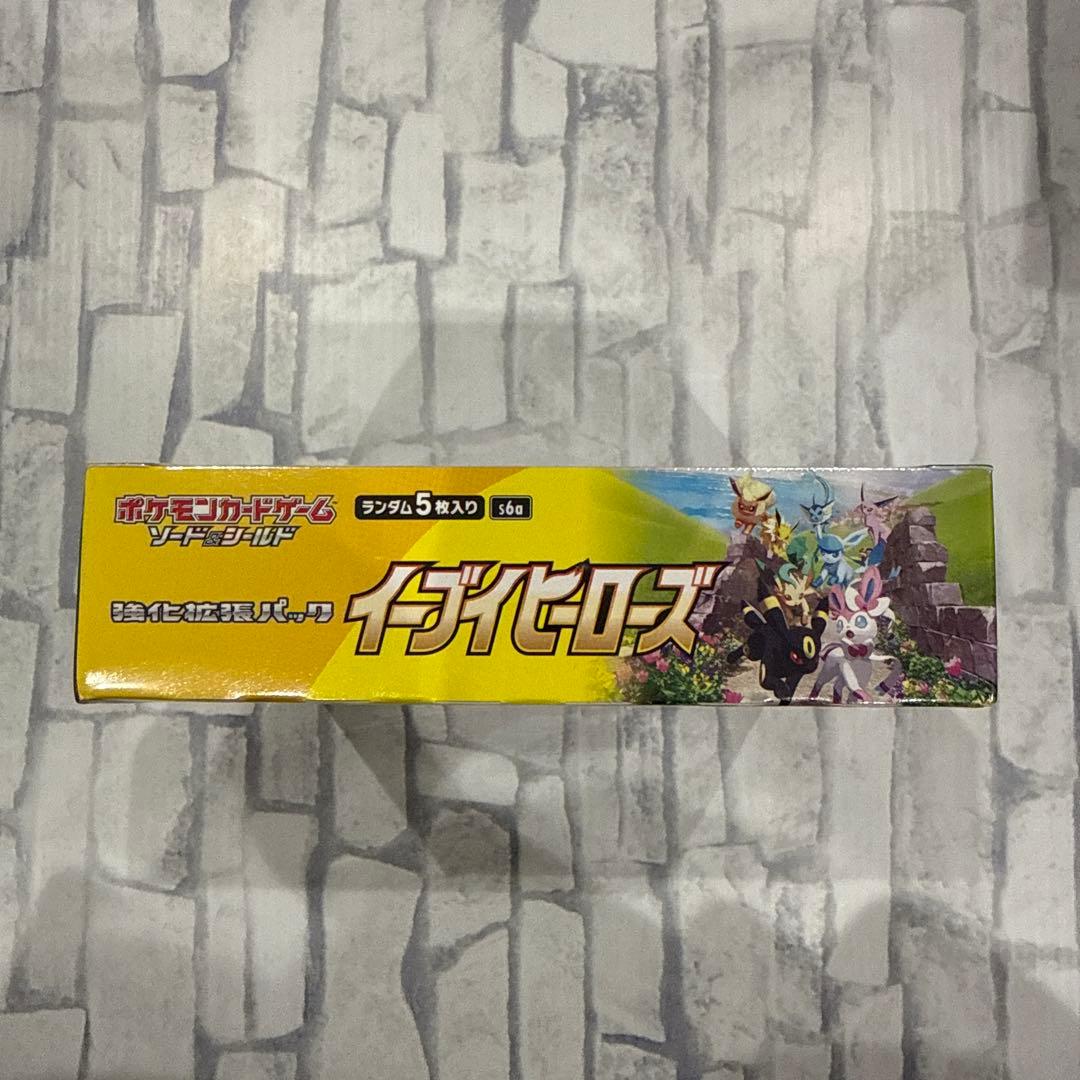 ポケモンカードゲーム
ソード&シールド
ランダム5枚入り s6a
強化拡張パック イーブイヒーローズ